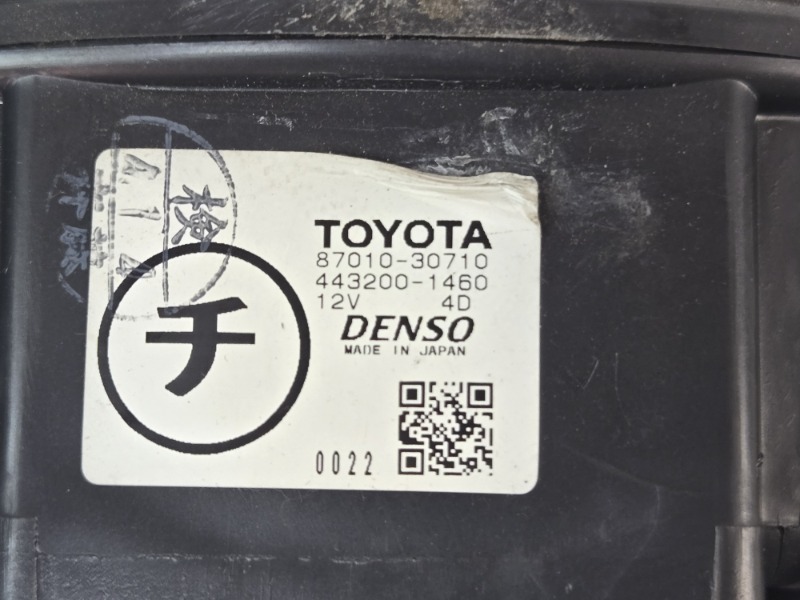 検
チ
TOYOTA
87010-30710
443200-1460
12V 4D
DENSO
MADE IN JAPAN
0022